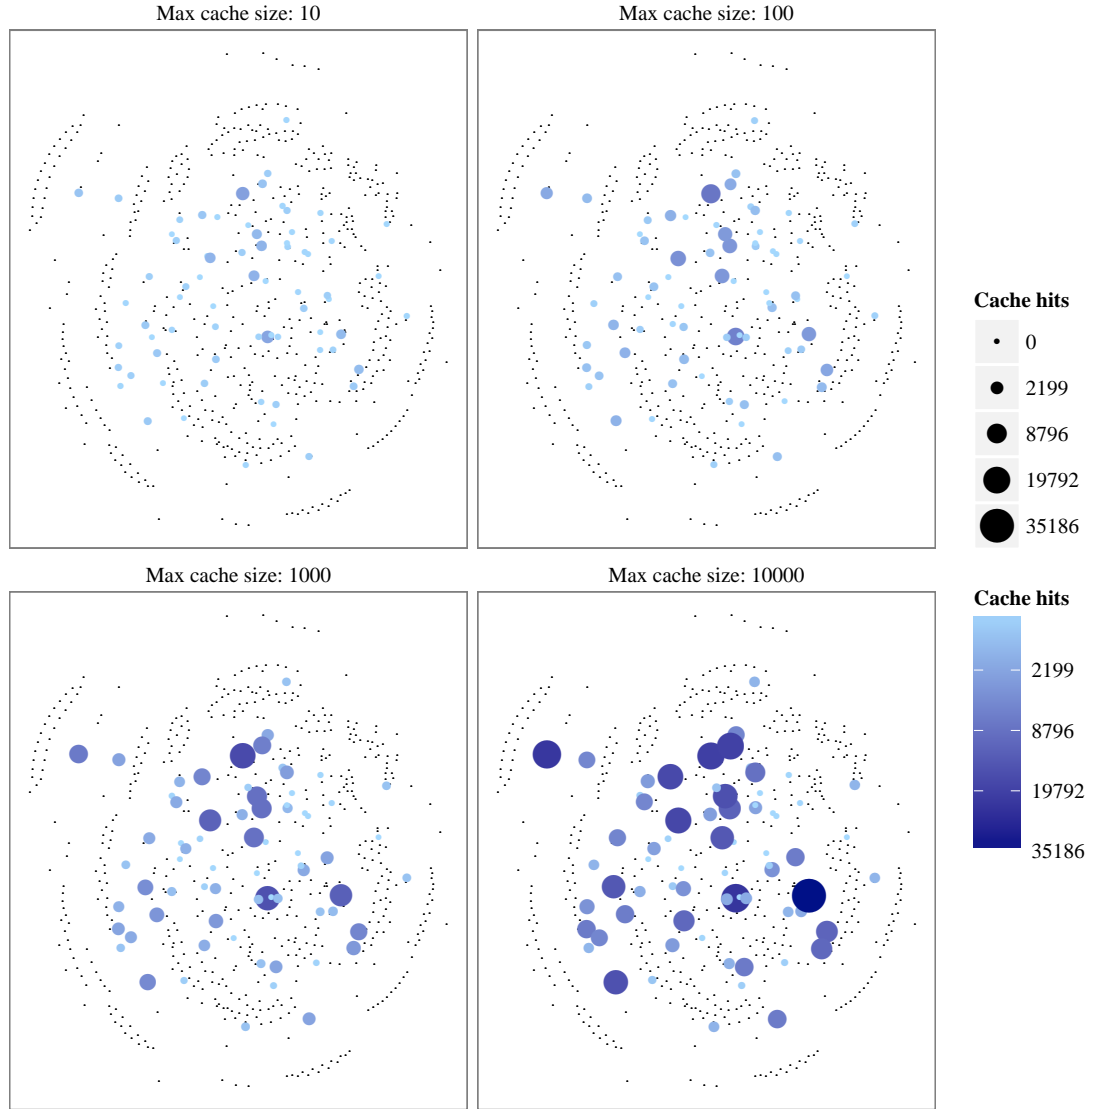 Max cache size: 10
Max cache size: 100
Max cache size: 1000
Max cache size: 10000
Cache hits
0
2199
8796
19792
35186
Cache hits
2199
8796
19792
35186